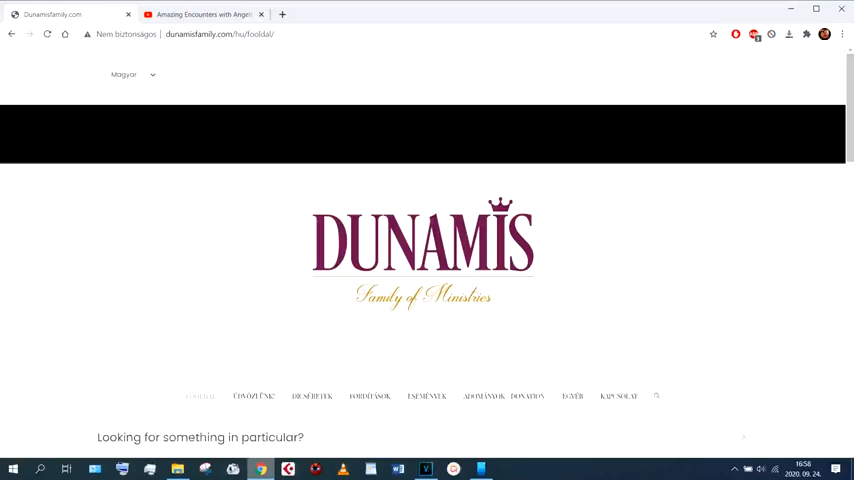 Dunamisfamily.com
Amazing Encounters with Angels
Nem biztonságos
dunamisfamily.com/hu/fooldal/
Magyar
DUNAMIS
Family of Ministries
FŐOLDAL ÜDVÖZLÜNK! DICSÉRETEK FORDÍTÁSOK ESEMÉNYEK ADOMÁNYOK - DONATION EGYÉB KAPCSOLAT
Looking for something in particular?
16:58
2020. 09. 24.